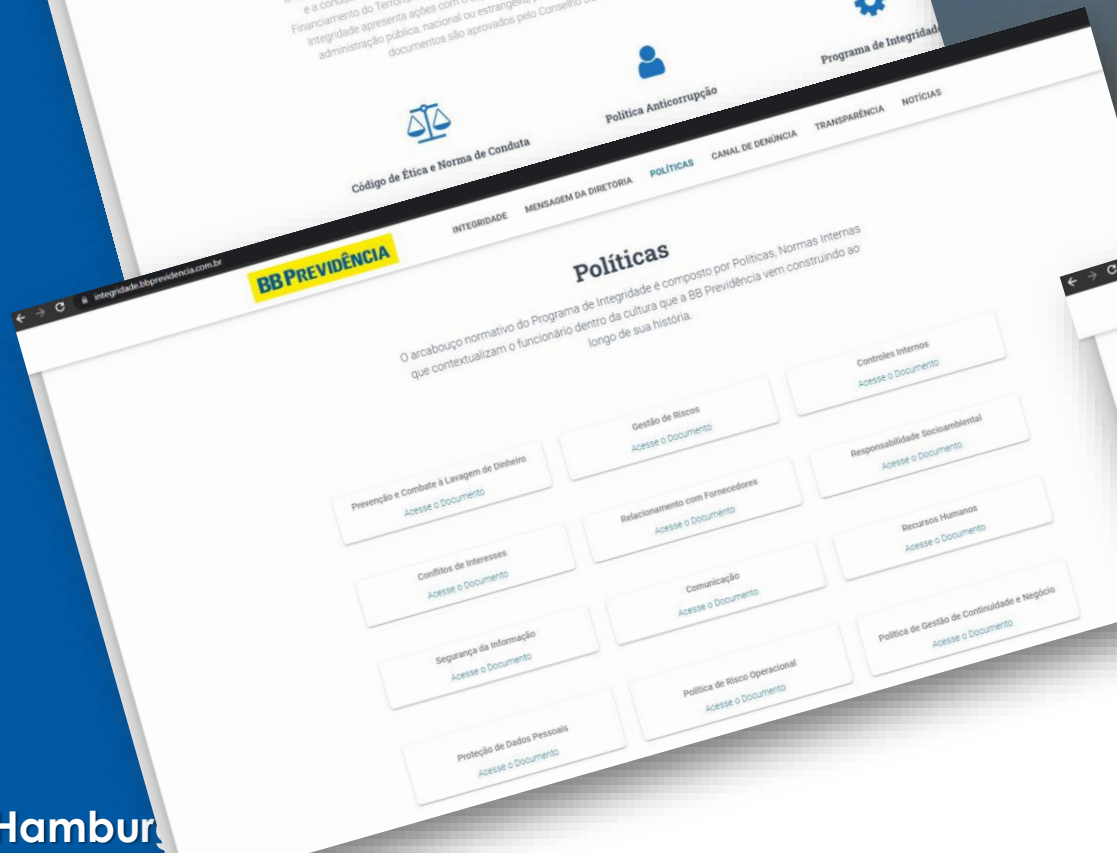 e a
Financiamento do
Integridade apresenta ações com o
administração pública, nacional ou estrangeira,
documentos são aprovados pelo Conselho
Código de Ética e Norma de Conduta
Política Anticorrupção
Programa de Integridade
integridade.bbprevidencia.com.br
BB PREVIDÊNCIA
INTEGRIDADE
MENSAGEM DA DIRETORIA
POLÍTICAS
CANAL DE DENÚNCIA
TRANSPARÊNCIA
NOTÍCIAS
Políticas
O arcabouço normativo do Programa de Integridade é composto por Políticas, Normas Internas
que contextualizam o funcionário dentro da cultura que a BB Previdência vem construindo ao
longo de sua história.
Prevenção e Combate à Lavagem de Dinheiro
Acesse o Documento
Gestão de Riscos
Acesse o Documento
Controles Internos
Acesse o Documento
Conflitos de Interesses
Acesse o Documento
Relacionamento com Fornecedores
Acesse o Documento
Responsabilidade Socioambiental
Acesse o Documento
Segurança da Informação
Acesse o Documento
Comunicação
Acesse o Documento
Recursos Humanos
Acesse o Documento
Proteção de Dados Pessoais
Acesse o Documento
Política de Risco Operacional
Acesse o Documento
Política de Gestão de Continuidade e Negócio
Acesse o Documento
Hamburg